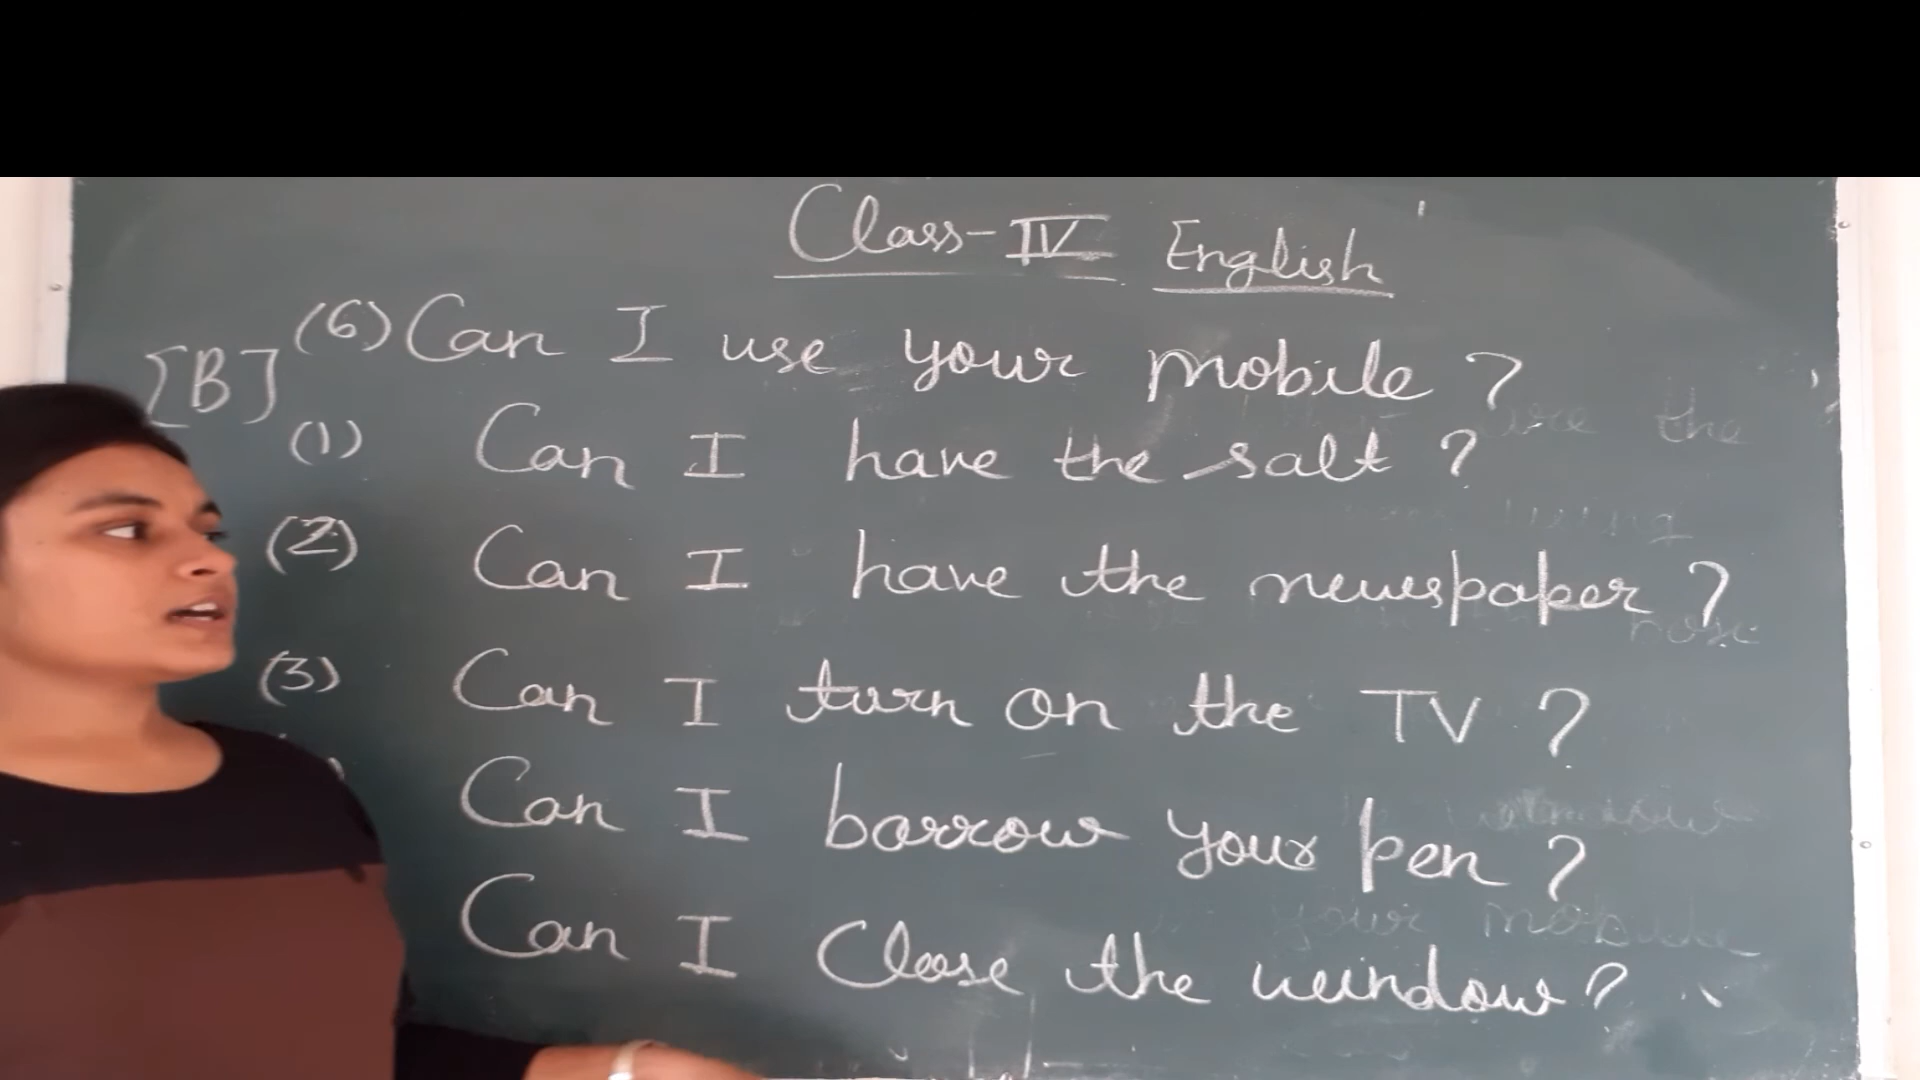 Class-IV English
[B] (6) Can I use your mobile?
(1) Can I have the salt?
(2) Can I have the newspaper?
(3) Can I turn on the TV?
Can I borrow your pen?
Can I Close the window?